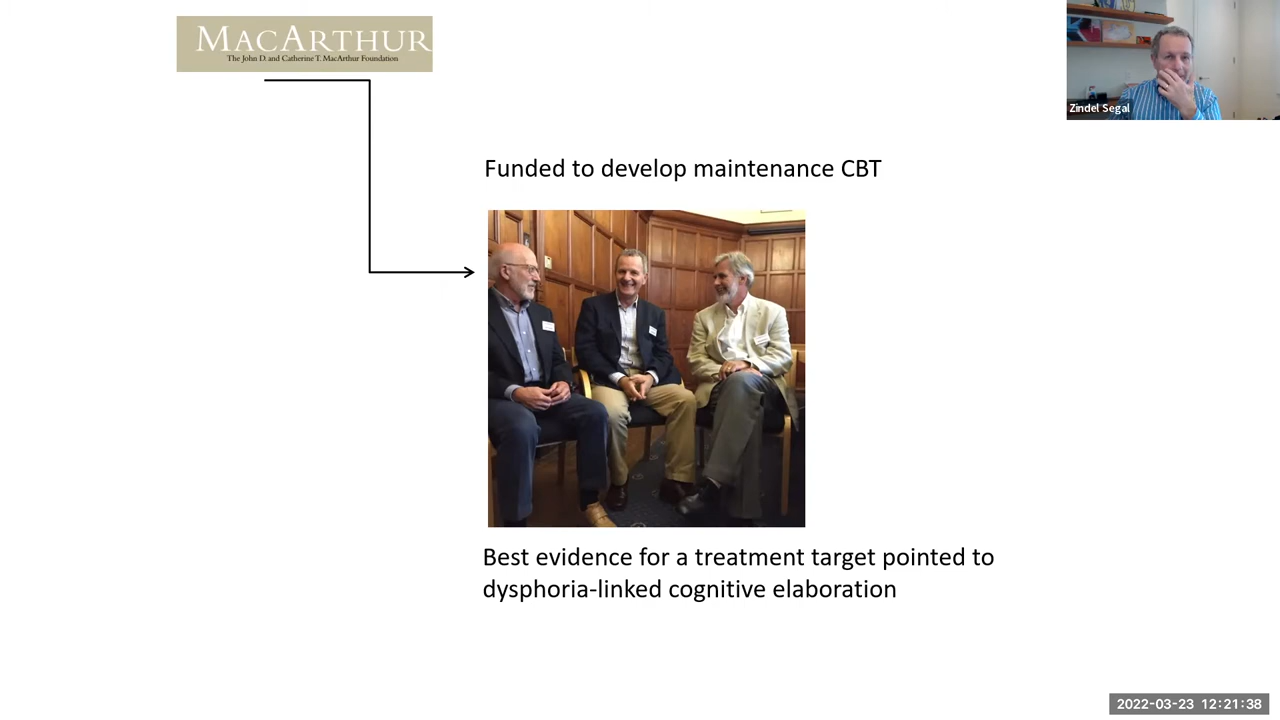 MACARTHUR
The John D. and Catherine T. MacArthur Foundation
Zindel Segal
Funded to develop maintenance CBT
Best evidence for a treatment target pointed to
dysphoria-linked cognitive elaboration
2022-03-23 12:21:38